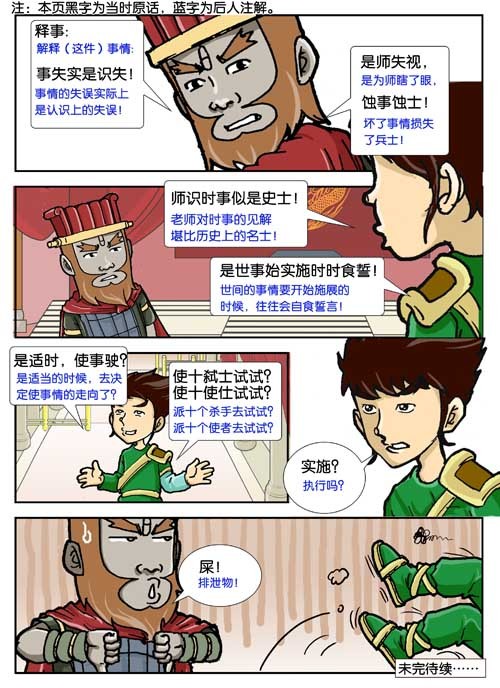 注：本页黑字为当时原话，蓝字为后人注解。
释事：
解释（这件）事情：
事失实是识失！
事情的失误实际上
是认识上的失误！
是师失视，
是为师瞎了眼，
蚀事蚀士！
坏了事情损失
了兵士！
师识时事似是史士！
老师对时事的见解
堪比历史上的名士！
是世事始实施时时食誓！
世间的事情要开始施展的
时候，往往会自食誓言！
是适时，使事驶？
是适当的时候，去决
定使事情的走向了？
使十弑士试试？
使十使仕试试？
派十个杀手去试试？
派十个使者去试试？
实施？
执行吗？
屎！
排泄物！
未完待续……